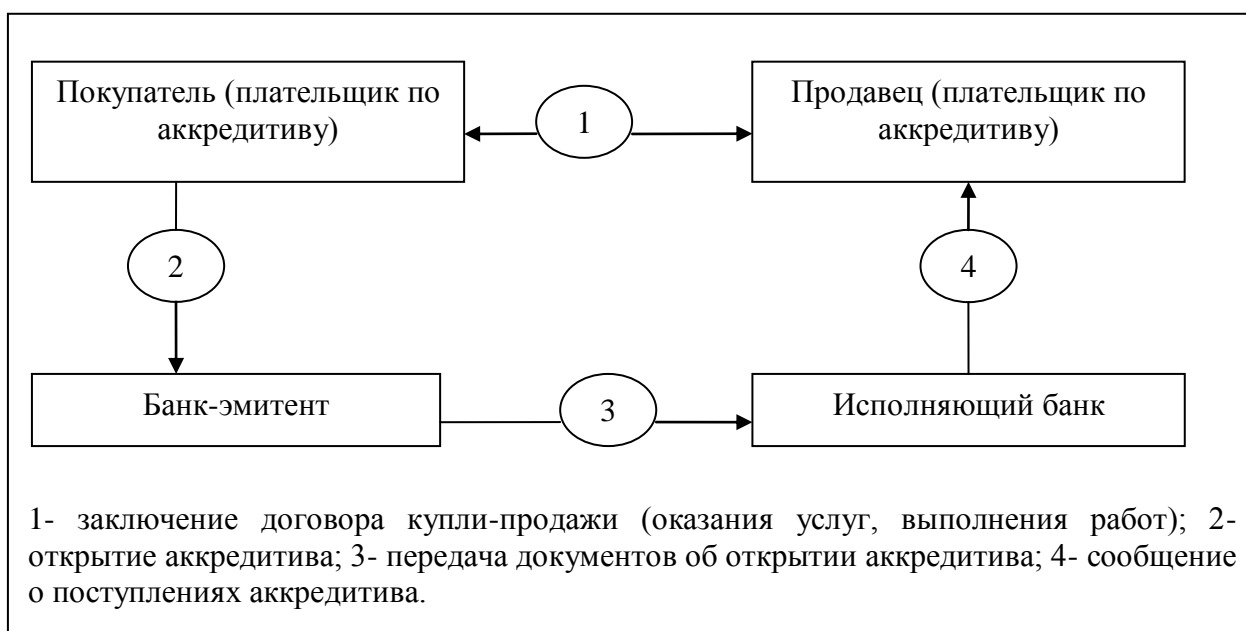 Покупатель (плательщик по
аккредитиву)
1
Продавец (плательщик по
аккредитиву)
2
4
Банк-эмитент
3
Исполняющий банк
1- заключение договора купли-продажи (оказания услуг, выполнения работ); 2-
открытие аккредитива; 3- передача документов об открытии аккредитива; 4- сообщение
о поступлениях аккредитива.